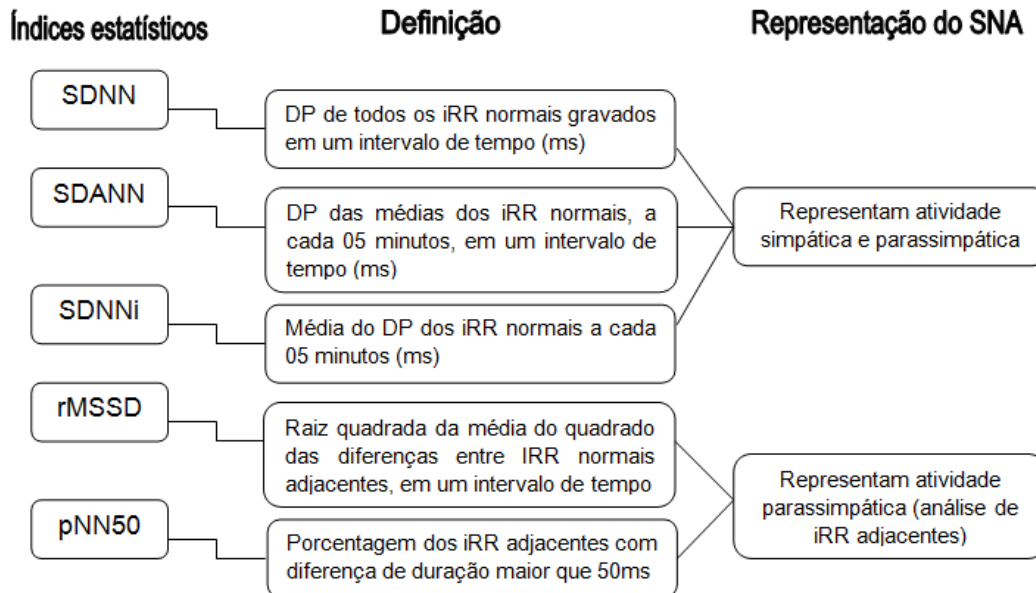 Índices estatísticos
Definição
Representação do SNA
SDNN
DP de todos os iRR normais gravados
em um intervalo de tempo (ms)
SDANN
DP das médias dos iRR normais, a
cada 05 minutos, em um intervalo de
tempo (ms)
SDNNi
Média do DP dos iRR normais a cada
05 minutos (ms)
Representam atividade
simpática e parassimpática
rMSSD
Raiz quadrada da média do quadrado
das diferenças entre IRR normais
adjacentes, em um intervalo de tempo
pNN50
Porcentagem dos iRR adjacentes com
diferença de duração maior que 50ms
Representam atividade
parassimpática (análise de
iRR adjacentes)